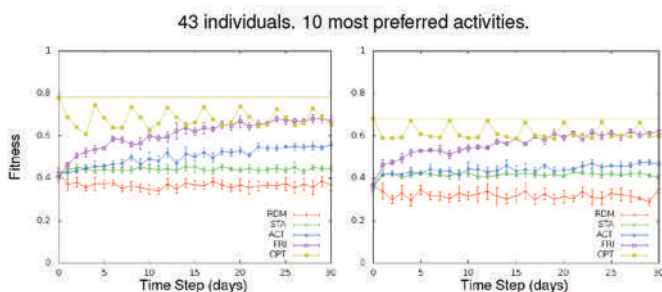 43 individuals. 10 most preferred activities.
1
0.8
0.6
0.4
0.2
0
Fitness
RDM
STA
ACT
FRI
OPT
0 5 10 15 20 25 30
Time Step (days)
1
0.8
0.6
0.4
0.2
0
RDM
STA
ACT
FRI
OPT
0 5 10 15 20 25 30
Time Step (days)